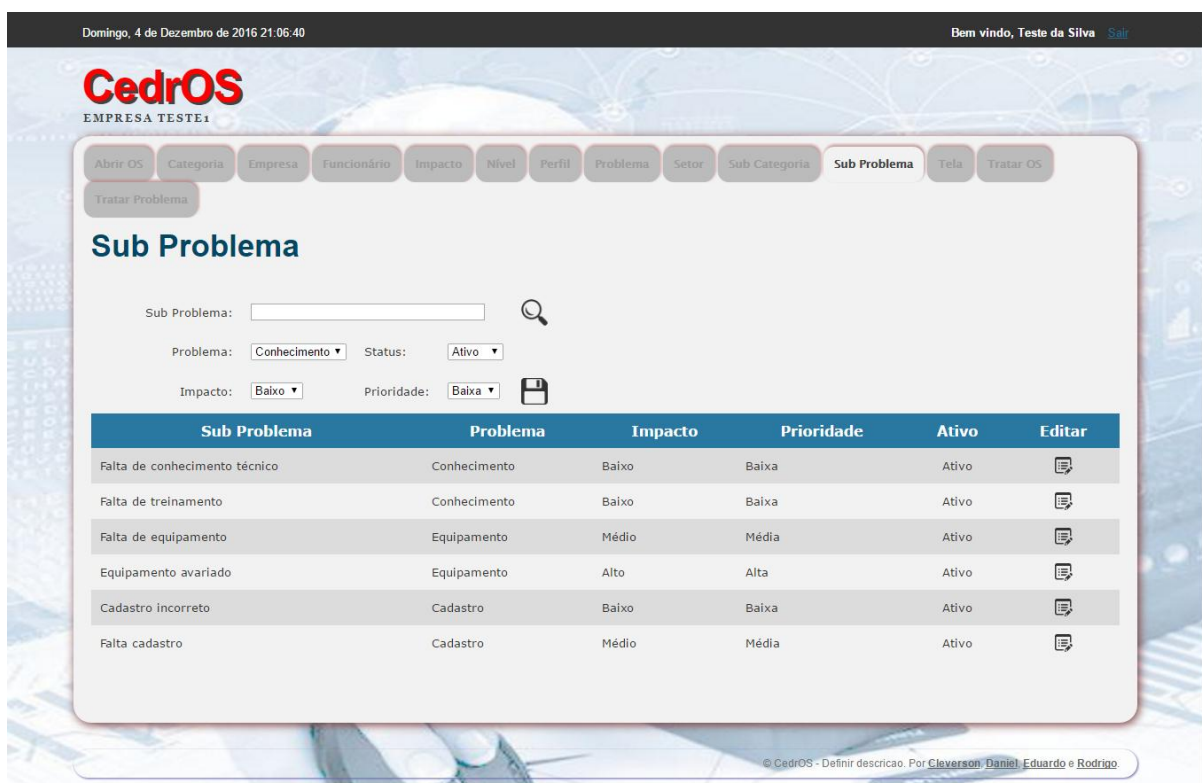 Domingo, 4 de Dezembro de 2016 21:06:40 Bem vindo, Teste da Silva Sair
CedrOS
EMPRESA TESTE1
Abrir OS Categoria Empresa Funcionário Impacto Nível Perfil Problema Setor Sub Categoria Sub Problema Tela Tratar OS
Tratar Problema
Sub Problema
Sub Problema:
Problema: Conhecimento Status: Ativo
Impacto: Baixo Prioridade: Baixa
Sub Problema Problema Impacto Prioridade Ativo Editar
Falta de conhecimento técnico Conhecimento Baixo Baixa Ativo
Falta de treinamento Conhecimento Baixo Baixa Ativo
Falta de equipamento Equipamento Médio Média Ativo
Equipamento avariado Equipamento Alto Alta Ativo
Cadastro incorreto Cadastro Baixo Baixa Ativo
Falta cadastro Cadastro Médio Média Ativo
© CedrOS - Definir descricao. Por Cleverson, Daniel, Eduardo e Rodrigo.